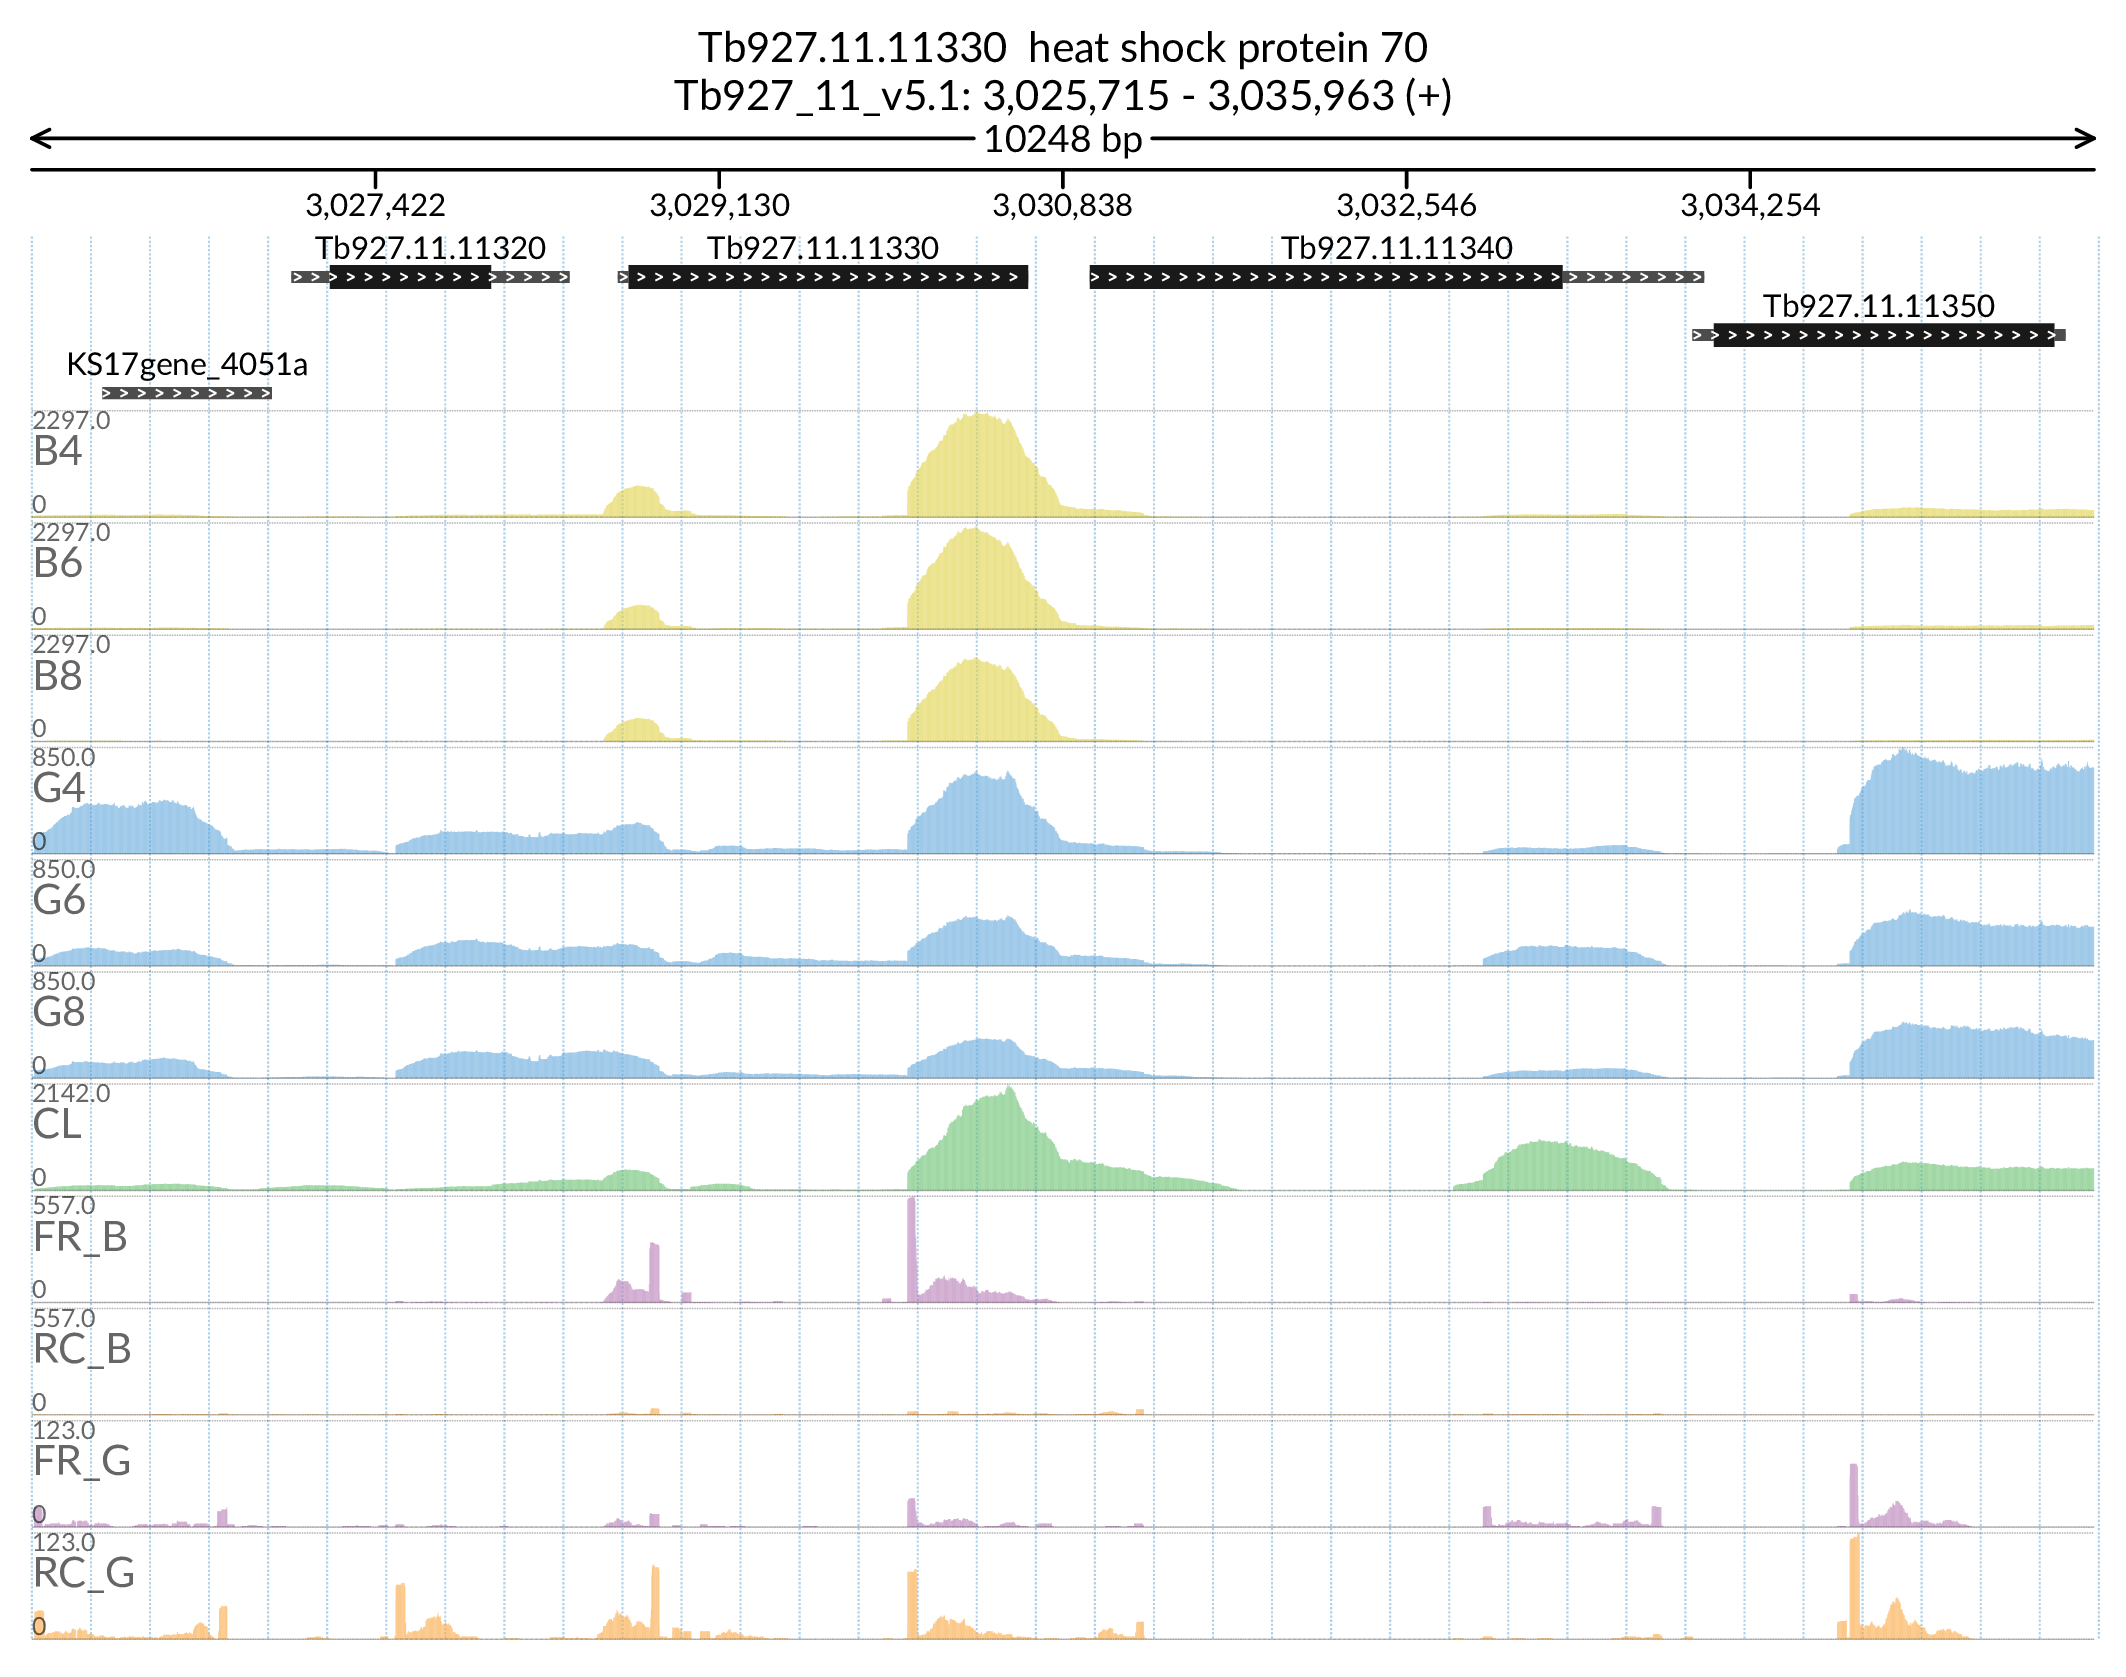 Tb927.11.11330 heat shock protein 70
Tb927_11_v5.1: 3,025,715 - 3,035,963 (+)
10248 bp
3,027,422 3,029,130 3,030,838 3,032,546 3,034,254
Tb927.11.11320 Tb927.11.11330 Tb927.11.11340
Tb927.11.11350
KS17gene_4051a
2297.0
B4
0
2297.0
B6
0
2297.0
B8
0
850.0
G4
0
850.0
G6
0
850.0
G8
0
2142.0
CL
0
557.0
FR_B
0
557.0
RC_B
0
123.0
FR_G
0
123.0
RC_G
0